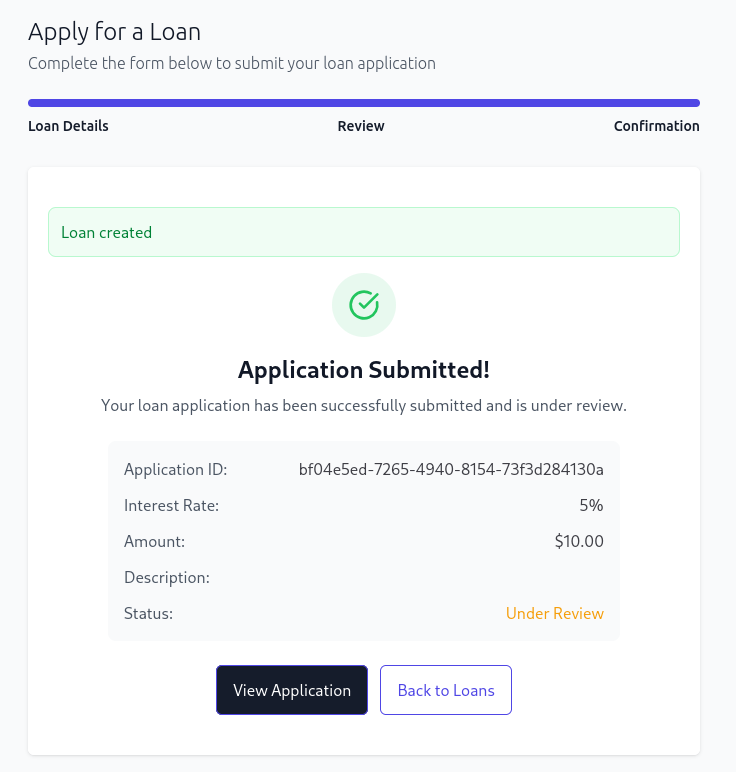 Apply for a Loan
Complete the form below to submit your loan application
Loan Details Review Confirmation
Loan created
Application Submitted!
Your loan application has been successfully submitted and is under review.
Application ID: bf04e5ed-7265-4940-8154-73f3d284130a
Interest Rate: 5%
Amount: $10.00
Description:
Status: Under Review
View Application Back to Loans